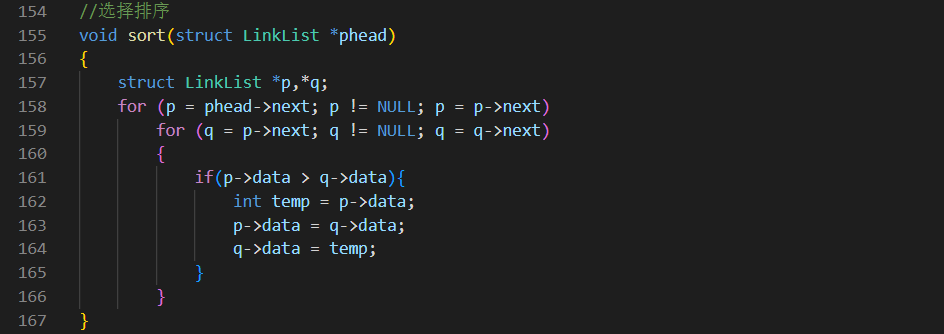 154 //选择排序
155 void sort(struct LinkList *phead)
156 {
157     struct LinkList *p,*q;
158     for (p = phead->next; p != NULL; p = p->next)
159         for (q = p->next; q != NULL; q = q->next)
160         {
161             if(p->data > q->data){
162                 int temp = p->data;
163                 p->data = q->data;
164                 q->data = temp;
165             }
166         }
167 }